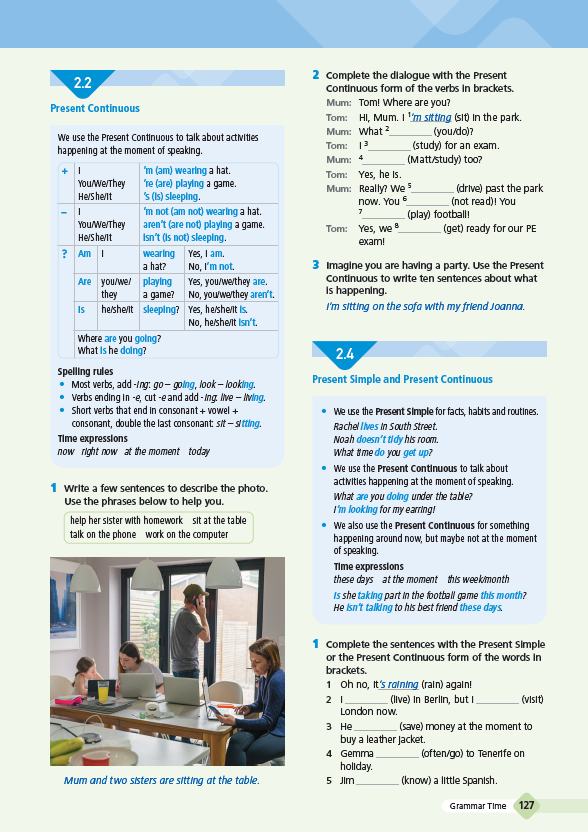 2.2
Present Continuous
We use the Present Continuous to talk about activities
happening at the moment of speaking.
+ I 'm (am) wearing a hat.
You/We/They 're (are) playing a game.
He/She/It 's (is) sleeping.
– I 'm not (am not) wearing a hat.
You/We/They aren't (are not) playing a game.
He/She/It isn't (is not) sleeping.
? Am I wearing Yes, I am.
a hat? No, I'm not.
Are you/we/ playing Yes, you/we/they are.
they a game? No, you/we/they aren't.
Is he/she/it sleeping? Yes, he/she/it is.
No, he/she/it isn't.
Where are you going?
What is he doing?
Spelling rules
• Most verbs, add -ing: go – going, look – looking.
• Verbs ending in -e, cut -e and add -ing: live – living.
• Short verbs that end in consonant + vowel +
consonant, double the last consonant: sit – sitting.
Time expressions
now right now at the moment today
1 Write a few sentences to describe the photo.
Use the phrases below to help you.
help her sister with homework sit at the table
talk on the phone work on the computer
Mum and two sisters are sitting at the table.
2 Complete the dialogue with the Present
Continuous form of the verbs in brackets.
Mum: Tom! Where are you?
Tom: Hi, Mum. I 1'm sitting (sit) in the park.
Mum: What 2________ (you/do)?
Tom: I 3________ (study) for an exam.
Mum: 4________ (Matt/study) too?
Tom: Yes, he is.
Mum: Really? We 5________ (drive) past the park
now. You 6________ (not read)! You
7________ (play) football!
Tom: Yes, we 8________ (get) ready for our PE
exam!
3 Imagine you are having a party. Use the Present
Continuous to write ten sentences about what
is happening.
I'm sitting on the sofa with my friend Joanna.
2.4
Present Simple and Present Continuous
• We use the Present Simple for facts, habits and routines.
Rachel lives in South Street.
Noah doesn't tidy his room.
What time do you get up?
• We use the Present Continuous to talk about
activities happening at the moment of speaking.
What are you doing under the table?
I'm looking for my earring!
• We also use the Present Continuous for something
happening around now, but maybe not at the moment
of speaking.
Time expressions
these days at the moment this week/month
Is she taking part in the football game this month?
He isn't talking to his best friend these days.
1 Complete the sentences with the Present Simple
or the Present Continuous form of the words in
brackets.
1 Oh no, it's raining (rain) again!
2 I ________ (live) in Berlin, but I ________ (visit)
London now.
3 He ________ (save) money at the moment to
buy a leather jacket.
4 Gemma ________ (often/go) to Tenerife on
holiday.
5 Jim ________ (know) a little Spanish.
Grammar Time 127